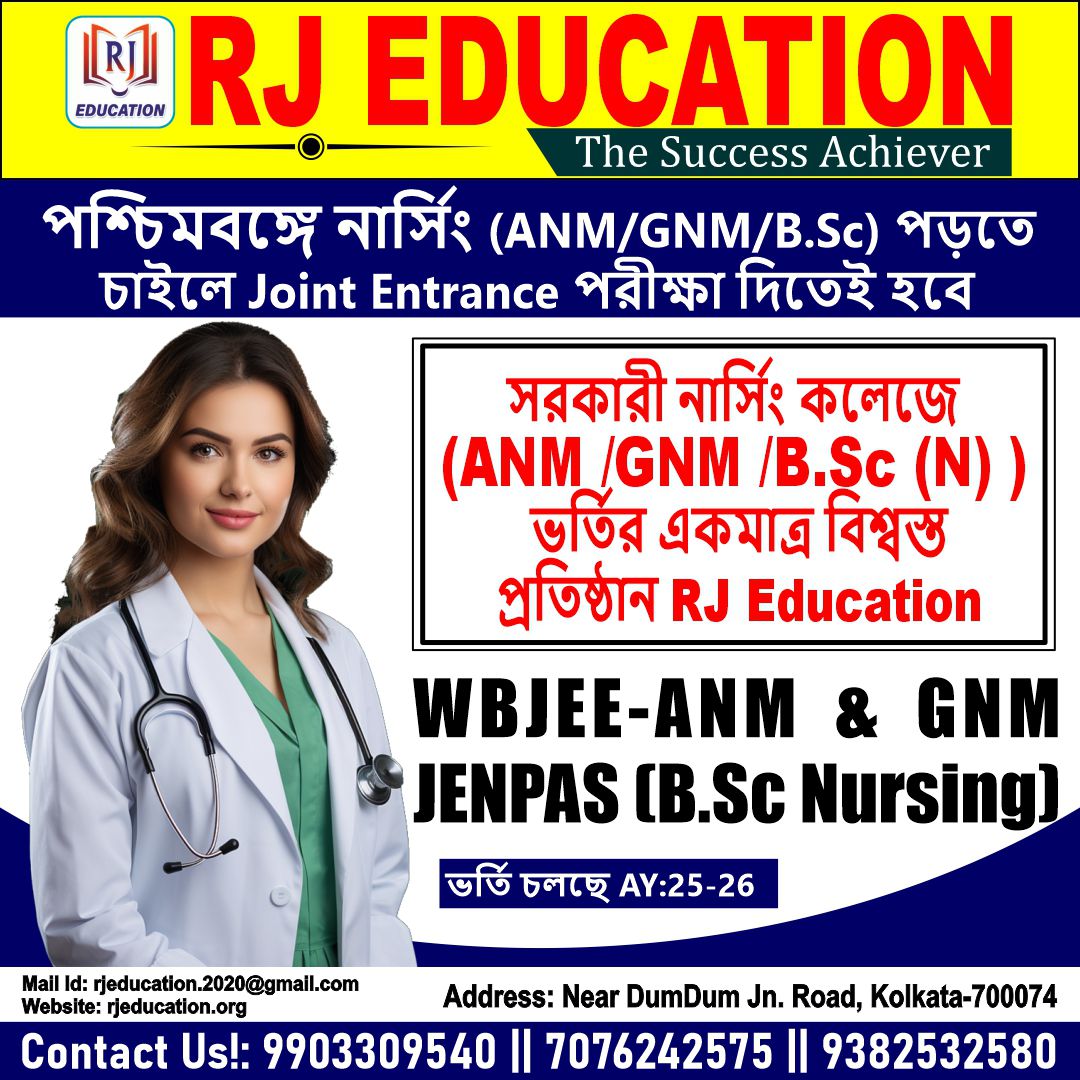 RJ
EDUCATION
RJ EDUCATION
The Success Achiever
পশ্চিমবঙ্গে নার্সিং (ANM/GNM/B.Sc) পড়তে
চাইলে Joint Entrance পরীক্ষা দিতেই হবে
সরকারী নার্সিং কলেজে
(ANM /GNM /B.Sc (N) )
ভর্তির একমাত্র বিশ্বস্ত
প্রতিষ্ঠান RJ Education
WBJEE-ANM & GNM
JENPAS (B.Sc Nursing)
ভর্তি চলছে AY:25-26
Mail Id: rjeducation.2020@gmail.com
Website: rjeducation.org
Address: Near DumDum Jn. Road, Kolkata-700074
Contact Us!: 9903309540 || 7076242575 || 9382532580